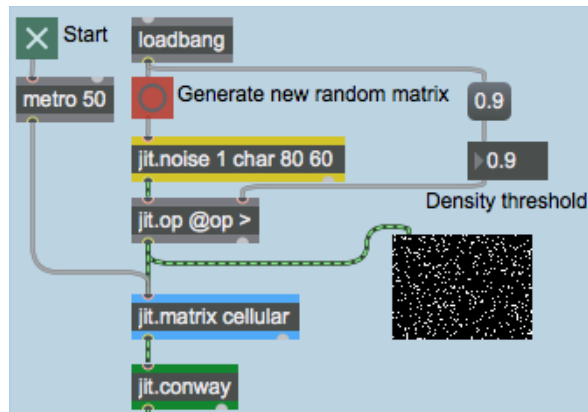 Start
loadbang
metro 50
Generate new random matrix
0.9
jit.noise 1 char 80 60
0.9
jit.op @op >
Density threshold
jit.matrix cellular
jit.conway